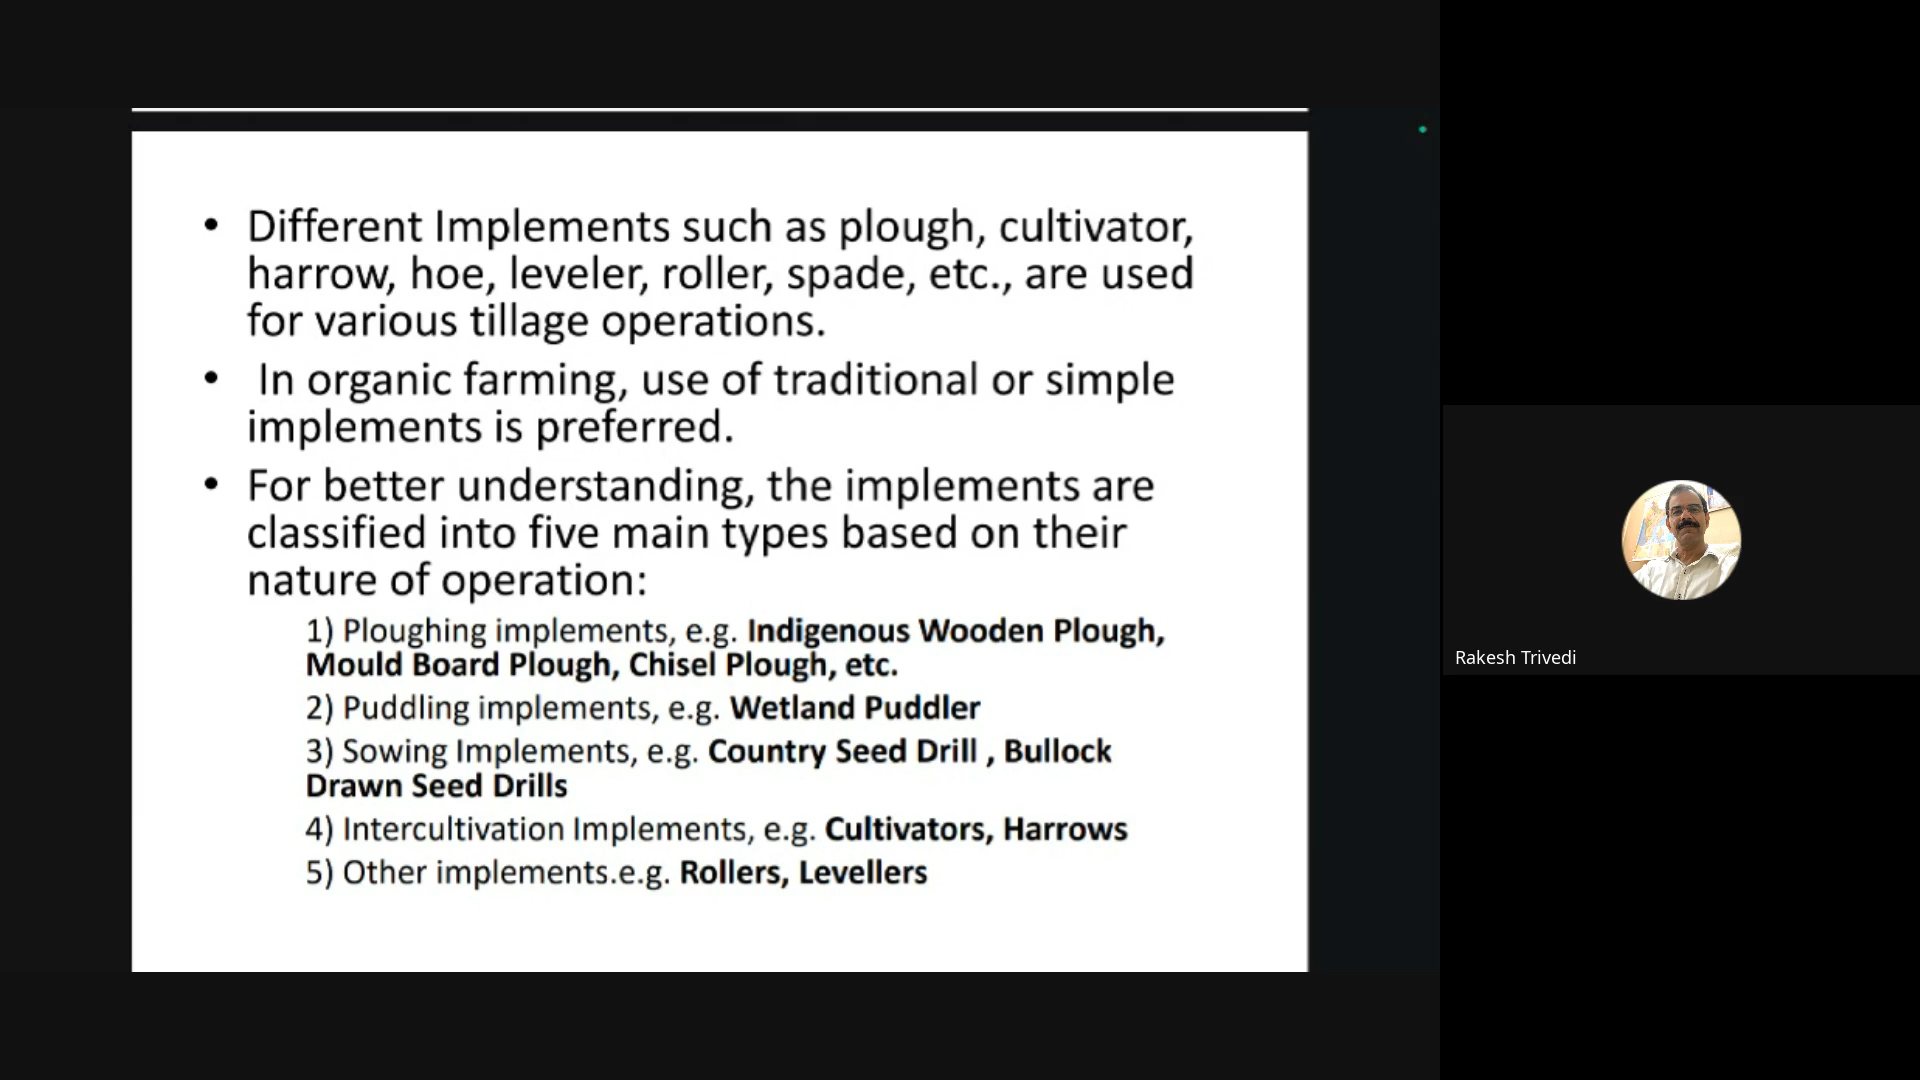 • Different Implements such as plough, cultivator,
harrow, hoe, leveler, roller, spade, etc., are used
for various tillage operations.
• In organic farming, use of traditional or simple
implements is preferred.
• For better understanding, the implements are
classified into five main types based on their
nature of operation:
1) Ploughing implements, e.g. Indigenous Wooden Plough,
Mould Board Plough, Chisel Plough, etc.
2) Puddling implements, e.g. Wetland Puddler
3) Sowing Implements, e.g. Country Seed Drill , Bullock
Drawn Seed Drills
4) Intercultivation Implements, e.g. Cultivators, Harrows
5) Other implements.e.g. Rollers, Levellers
Rakesh Trivedi